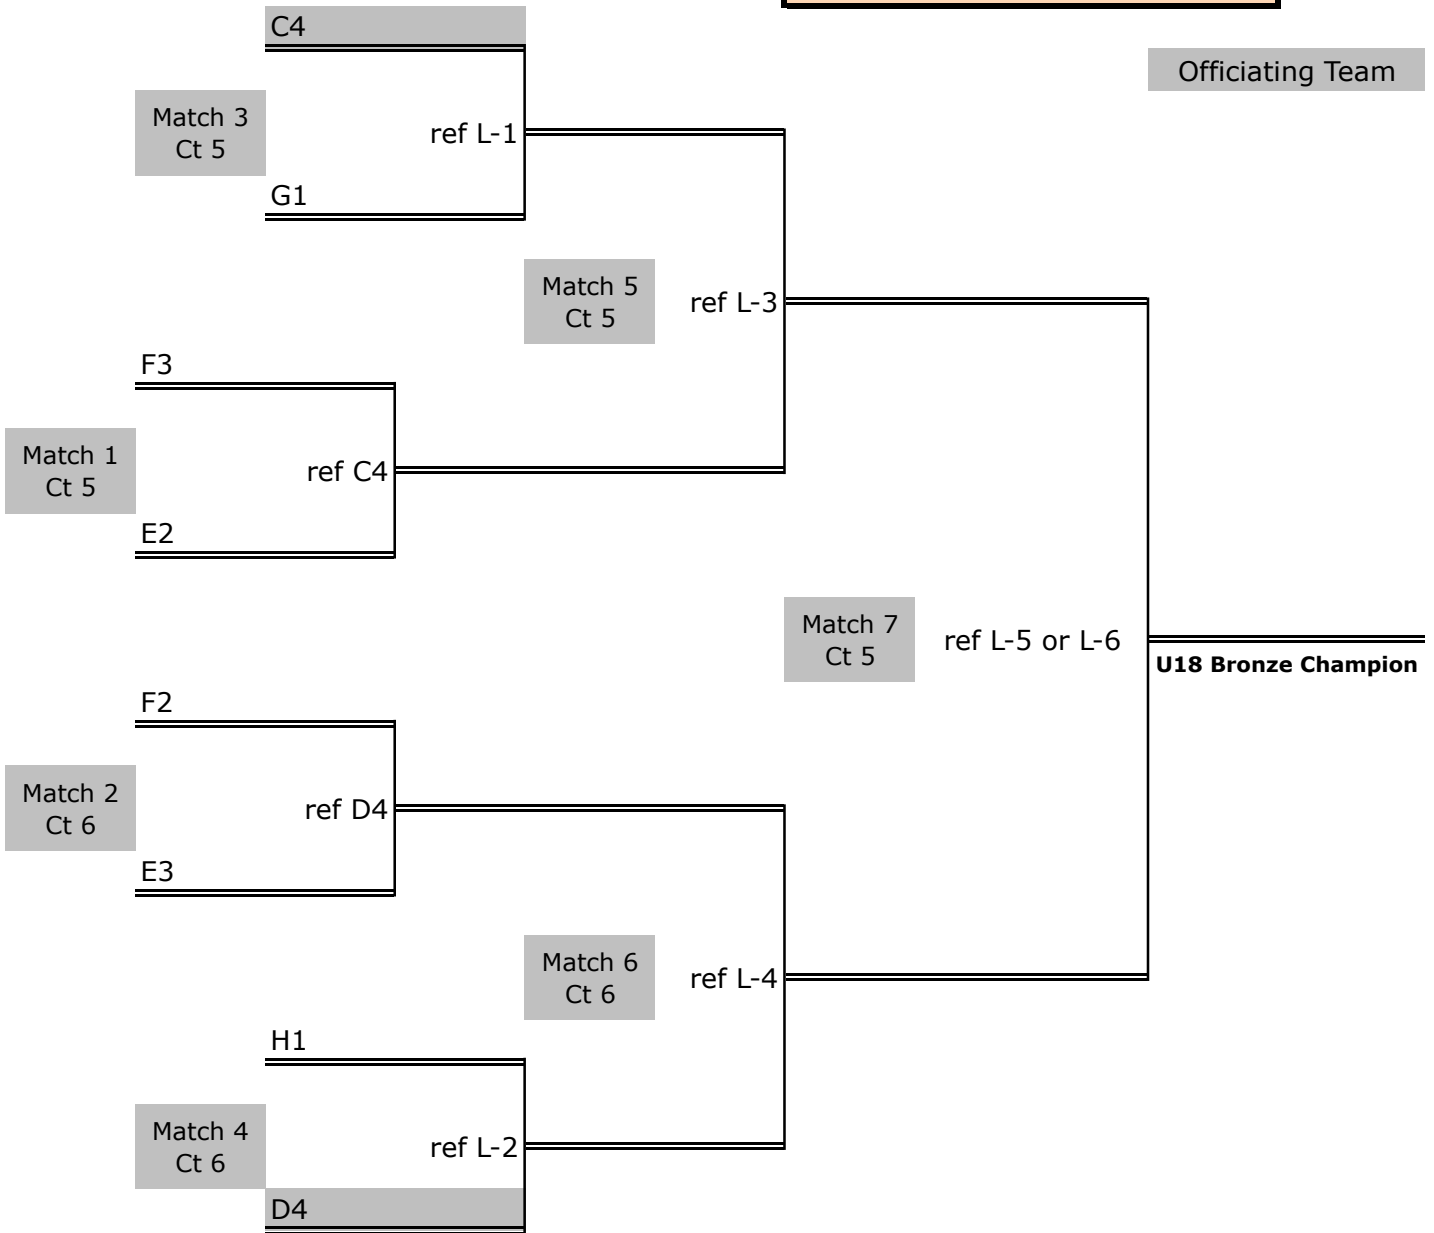 C4
Officiating Team
Match 3
Ct 5
ref L-1
G1
Match 5
Ct 5
ref L-3
F3
Match 1
Ct 5
ref C4
E2
Match 7
Ct 5
ref L-5 or L-6
U18 Bronze Champion
F2
Match 2
Ct 6
ref D4
E3
Match 6
Ct 6
ref L-4
H1
Match 4
Ct 6
ref L-2
D4